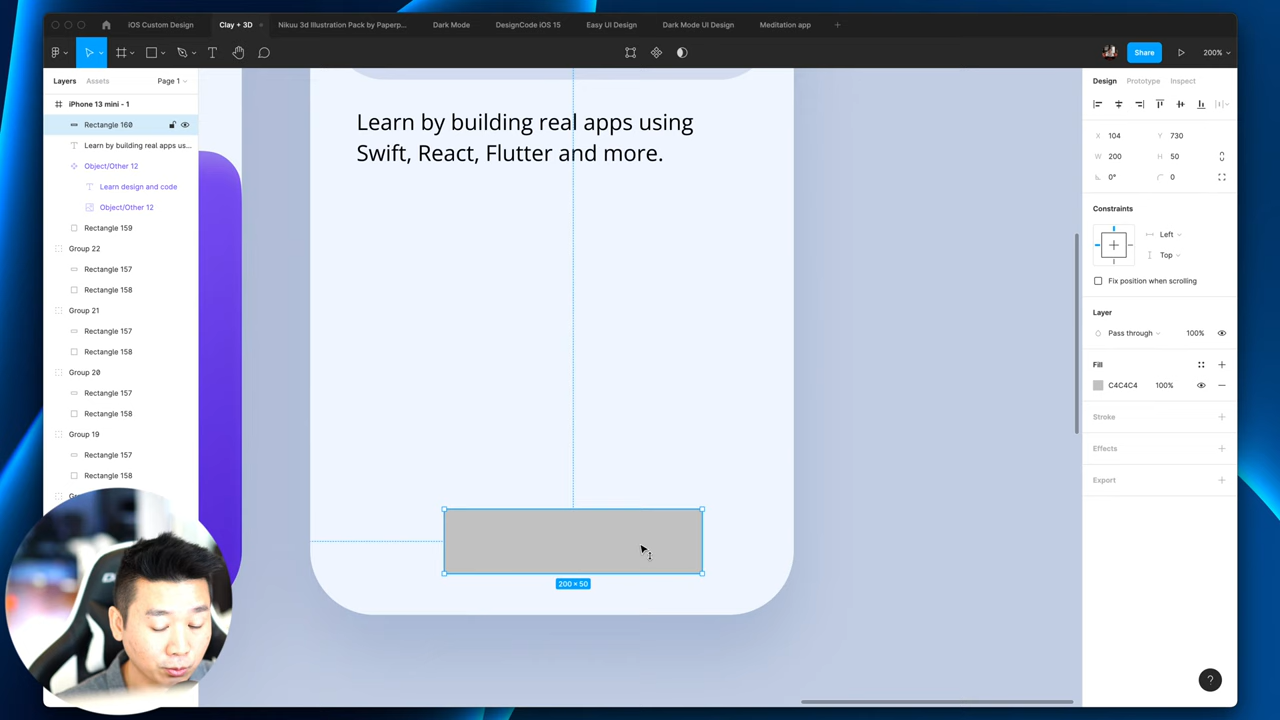 iOS Custom Design
Clay + 3D
Nikuu 3d Illustration Pack by Paperp...
Dark Mode
DesignCode iOS 15
Easy UI Design
Dark Mode UI Design
Meditation app
Share
200%
Layers
Assets
Page 1
iPhone 13 mini - 1
Rectangle 160
Learn by building real apps us...
Object/Other 12
Learn design and code
Object/Other 12
Rectangle 159
Group 22
Rectangle 157
Rectangle 158
Group 21
Rectangle 157
Rectangle 158
Group 20
Rectangle 157
Rectangle 158
Group 19
Rectangle 157
Rectangle 158
Learn by building real apps using
Swift, React, Flutter and more.
200 × 50
Design
Prototype
Inspect
X 104 Y 730
W 200 H 50
0° 0
Constraints
Left
Top
Fix position when scrolling
Layer
Pass through 100%
Fill
C4C4C4 100%
Stroke
Effects
Export
?